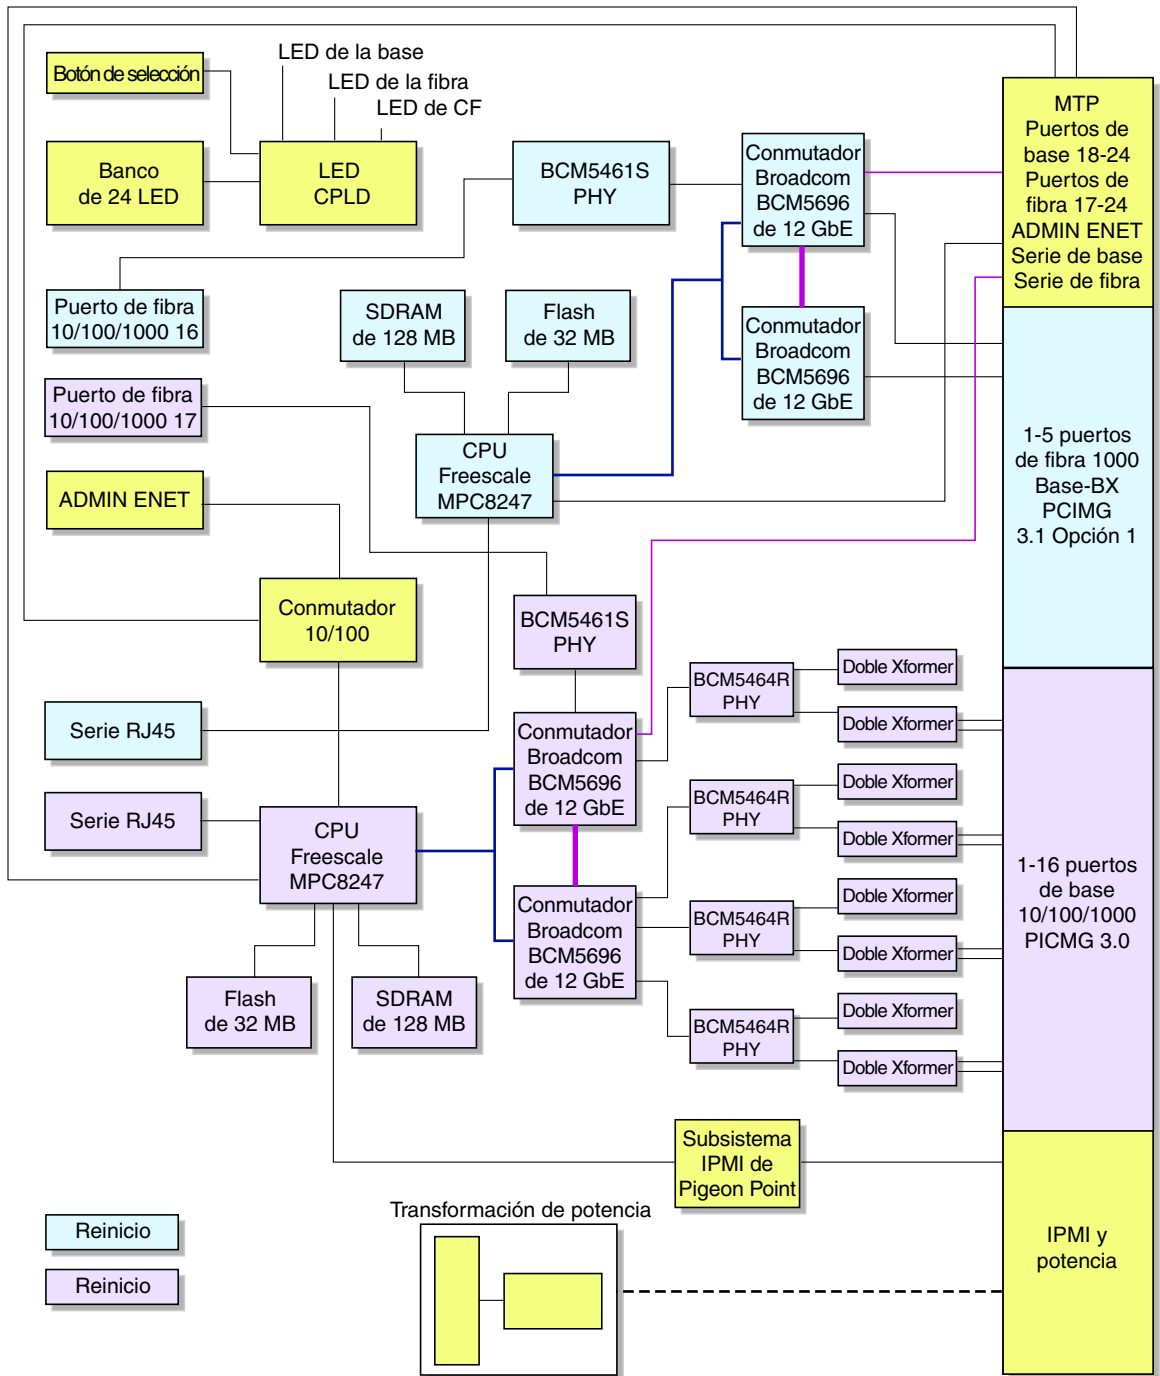 LED de la base
LED de la fibra
LED de CF
Botón de selección
Banco
de 24 LED
LED
CPLD
BCM5461S
PHY
Conmutador
Broadcom
BCM5696
de 12 GbE
MTP
Puertos de
base 18-24
Puertos de
fibra 17-24
ADMIN ENET
Serie de base
Serie de fibra
Puerto de fibra
10/100/1000 16
SDRAM
de 128 MB
Flash
de 32 MB
Conmutador
Broadcom
BCM5696
de 12 GbE
Puerto de fibra
10/100/1000 17
CPU
Freescale
MPC8247
1-5 puertos
de fibra 1000
Base-BX
PCIMG
3.1 Opción 1
ADMIN ENET
Conmutador
10/100
BCM5461S
PHY
BCM5464R
PHY
Doble Xformer
Doble Xformer
Serie RJ45
Conmutador
Broadcom
BCM5696
de 12 GbE
BCM5464R
PHY
Doble Xformer
Doble Xformer
Serie RJ45
CPU
Freescale
MPC8247
1-16 puertos
de base
10/100/1000
PICMG 3.0
Conmutador
Broadcom
BCM5696
de 12 GbE
BCM5464R
PHY
Doble Xformer
Doble Xformer
Flash
de 32 MB
SDRAM
de 128 MB
BCM5464R
PHY
Doble Xformer
Doble Xformer
Subsistema
IPMI de
Pigeon Point
Transformación de potencia
IPMI y
potencia
Reinicio
Reinicio